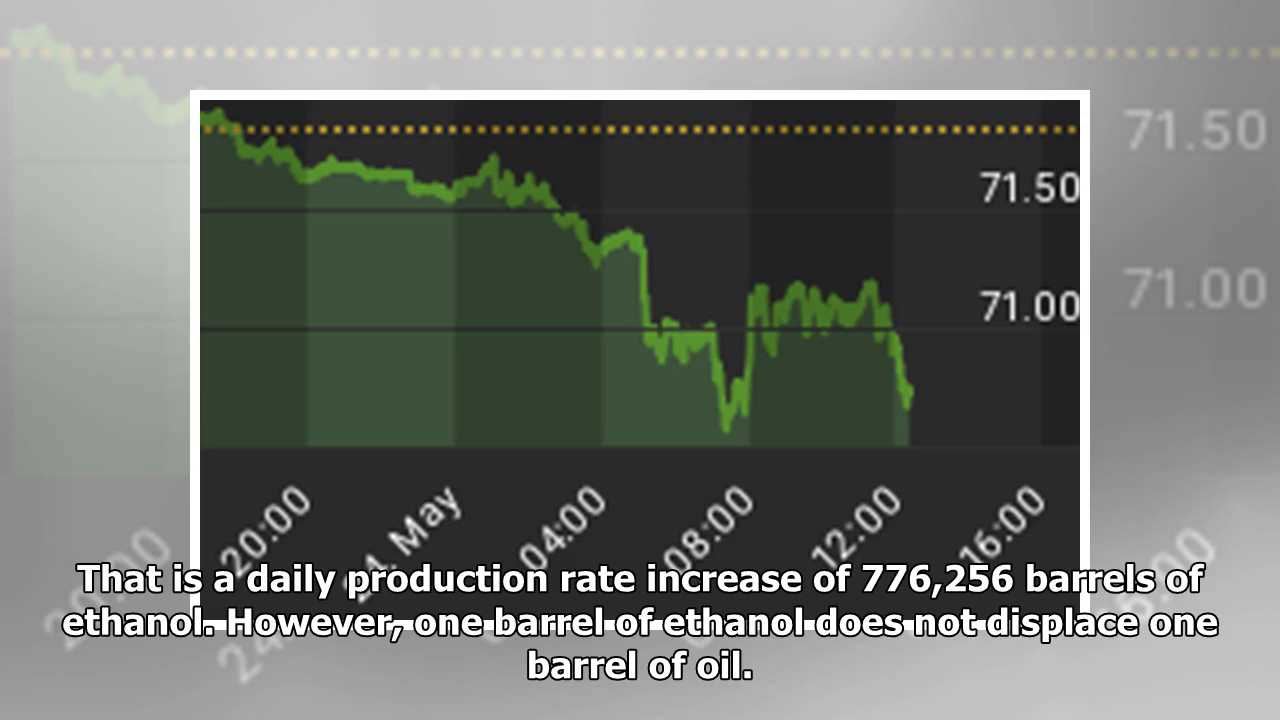 71.50
71.50
71.00
71.00
20:00
24 May
04:00
08:00
12:00
16:00
That is a daily production rate increase of 776,256 barrels of
ethanol. However, one barrel of ethanol does not displace one
barrel of oil.